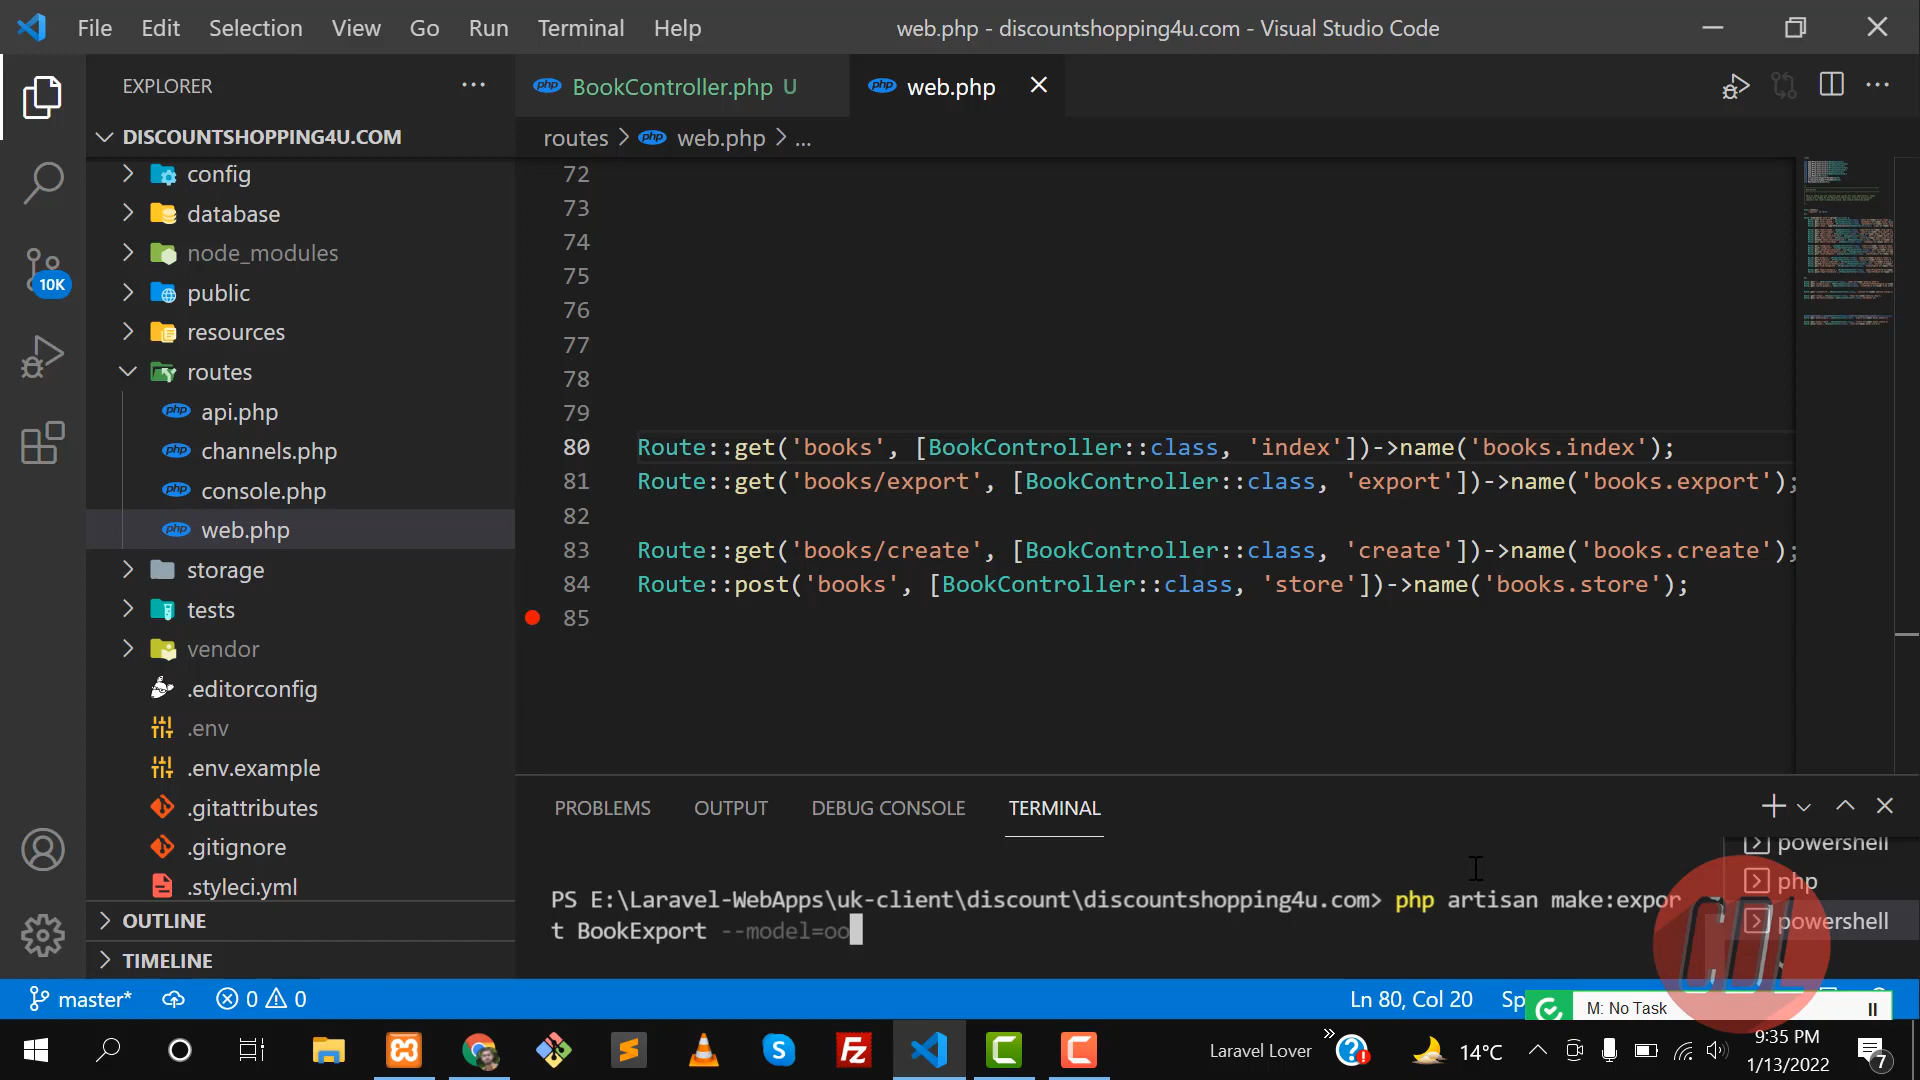 File Edit Selection View Go Run Terminal Help
web.php - discountshopping4u.com - Visual Studio Code
EXPLORER
DISCOUNTSHOPPING4U.COM
config
database
node_modules
public
resources
routes
api.php
channels.php
console.php
web.php
storage
tests
vendor
.editorconfig
.env
.env.example
.gitattributes
.gitignore
.styleci.yml
OUTLINE
TIMELINE
10K
php BookController.php U
php web.php
routes > php web.php > ...
72
73
74
75
76
77
78
79
80 Route::get('books', [BookController::class, 'index'])->name('books.index');
81 Route::get('books/export', [BookController::class, 'export'])->name('books.export');
82
83 Route::get('books/create', [BookController::class, 'create'])->name('books.create');
84 Route::post('books', [BookController::class, 'store'])->name('books.store');
85
PROBLEMS OUTPUT DEBUG CONSOLE TERMINAL
PS E:\Laravel-WebApps\uk-client\discount\discountshopping4u.com> php artisan make:expor
t BookExport --model=oo
powershell
php
powershell
CDL
master* 0 0
Ln 80, Col 20 Sp
M: No Task
Laravel Lover
14°C
9:35 PM
1/13/2022
7